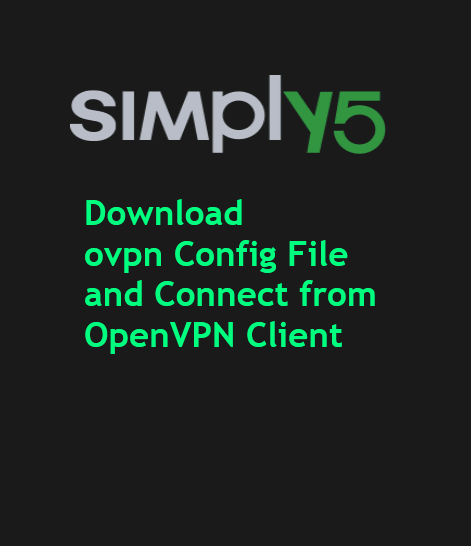 SIMPLY5
Download
ovpn Config File
and Connect from
OpenVPN Client